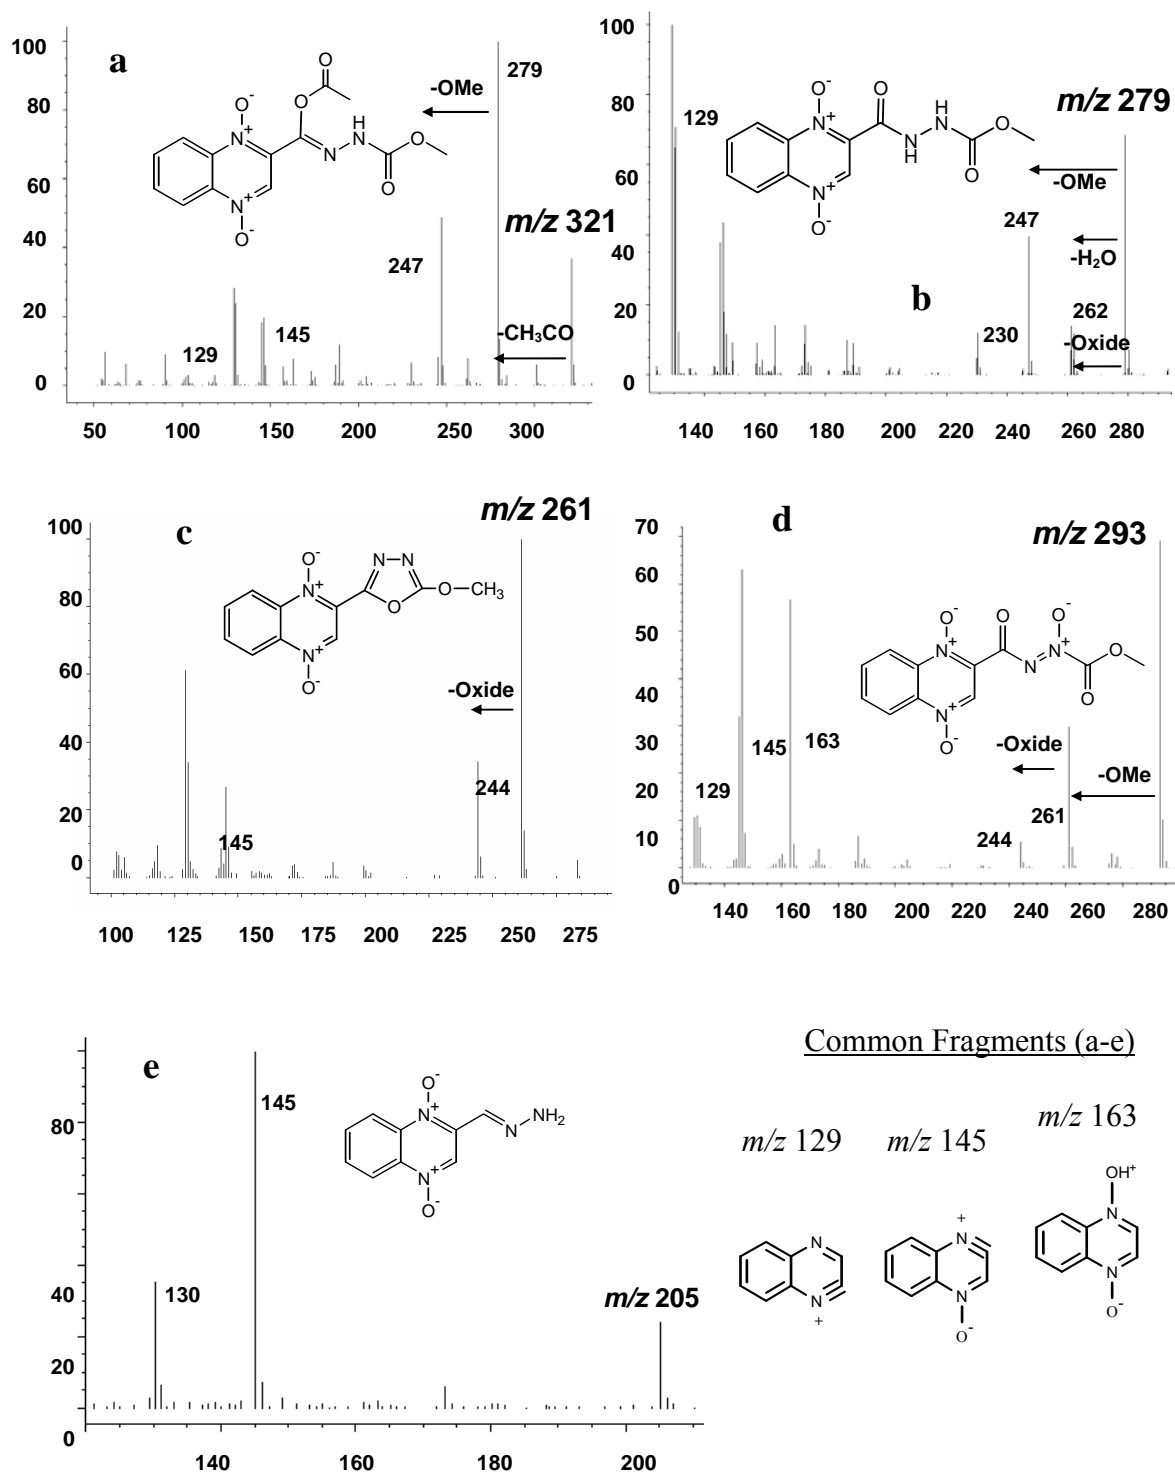 a
100
80
60
40
20
0
279
-OMe
m/z 321
247
-CH3CO
145
129
50 100 150 200 250 300
O
O
O-
N+
H
N
N
O
O
N+
O-
100
80
60
40
20
0
129
m/z 279
-OMe
247
-H2O
b
262
230
-Oxide
140 160 180 200 220 240 260 280
O-
O
N+
H
N
N
H
O
O
N+
O-
c
100
80
60
40
20
0
m/z 261
-Oxide
244
145
100 125 150 175 200 225 250 275
O-
N+
N N
O
O CH3
N+
O-
d
70
60
50
40
30
20
10
0
m/z 293
145 163
-Oxide
-OMe
129
261
244
140 160 180 200 220 240 260 280
O-
O
O-
N+
N
N+
O
O
N+
O-
e
80
60
40
20
0
145
130
m/z 205
140 160 180 200
O-
N+
NH2
N
N+
O-
Common Fragments (a-e)
m/z 129 m/z 145 m/z 163
N
N
+
+
N
N
O-
OH+
N
N
O-